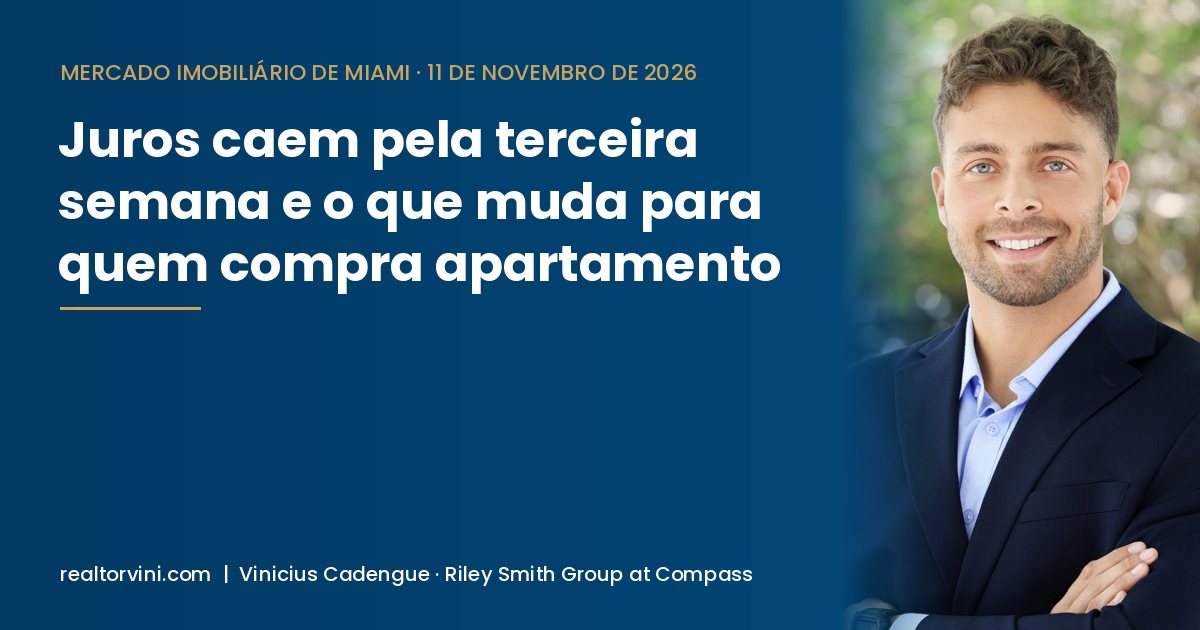 MERCADO IMOBILIÁRIO DE MIAMI · 11 DE NOVEMBRO DE 2026
Juros caem pela terceira
semana e o que muda para
quem compra apartamento
realtorvini.com | Vinicius Cadengue · Riley Smith Group at Compass